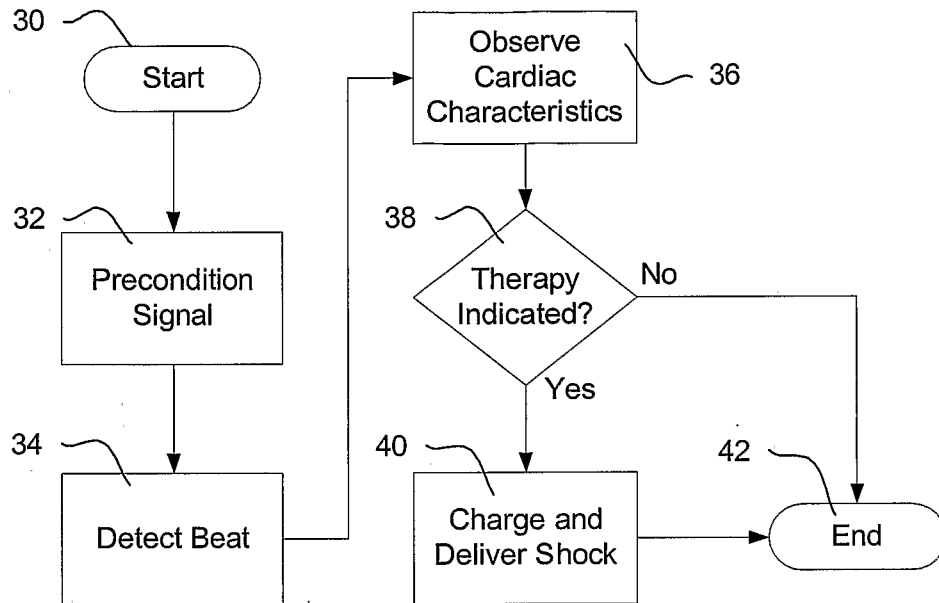 30
Start
32
Precondition
Signal
34
Detect Beat
Observe
Cardiac
Characteristics
36
38
Therapy
Indicated?
No
Yes
40
Charge and
Deliver Shock
42
End